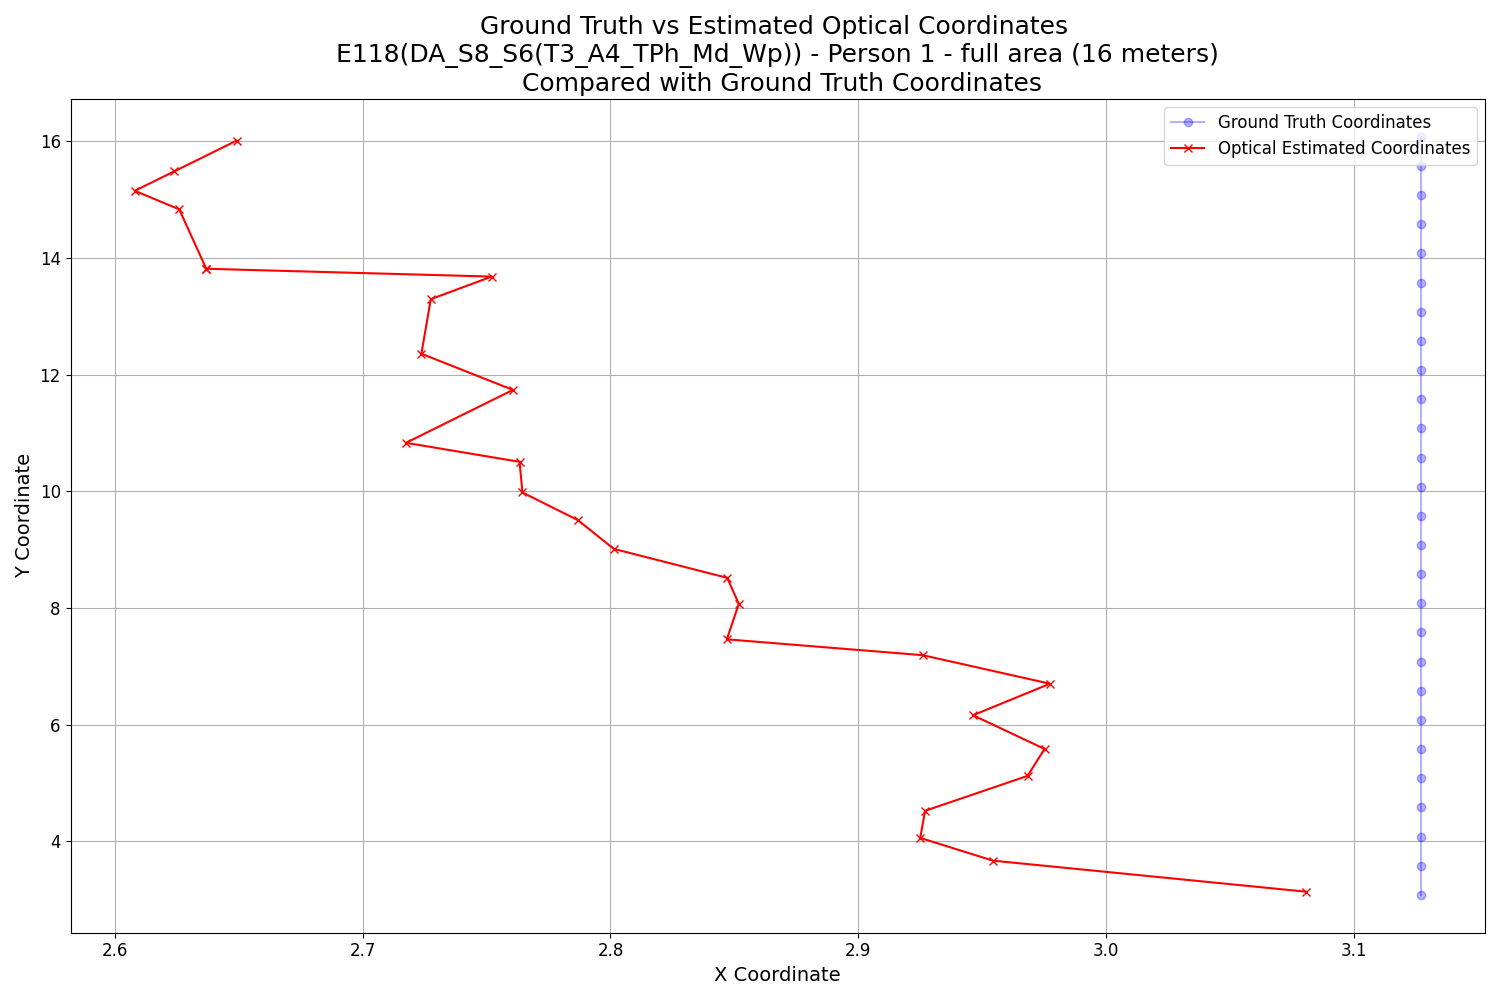 Ground Truth vs Estimated Optical Coordinates
E118(DA_S8_S6(T3_A4_TPh_Md_Wp)) - Person 1 - full area (16 meters)
Compared with Ground Truth Coordinates
Ground Truth Coordinates
Optical Estimated Coordinates
Y Coordinate
16
14
12
10
8
6
4
2.6 2.7 2.8 2.9 3.0 3.1
X Coordinate